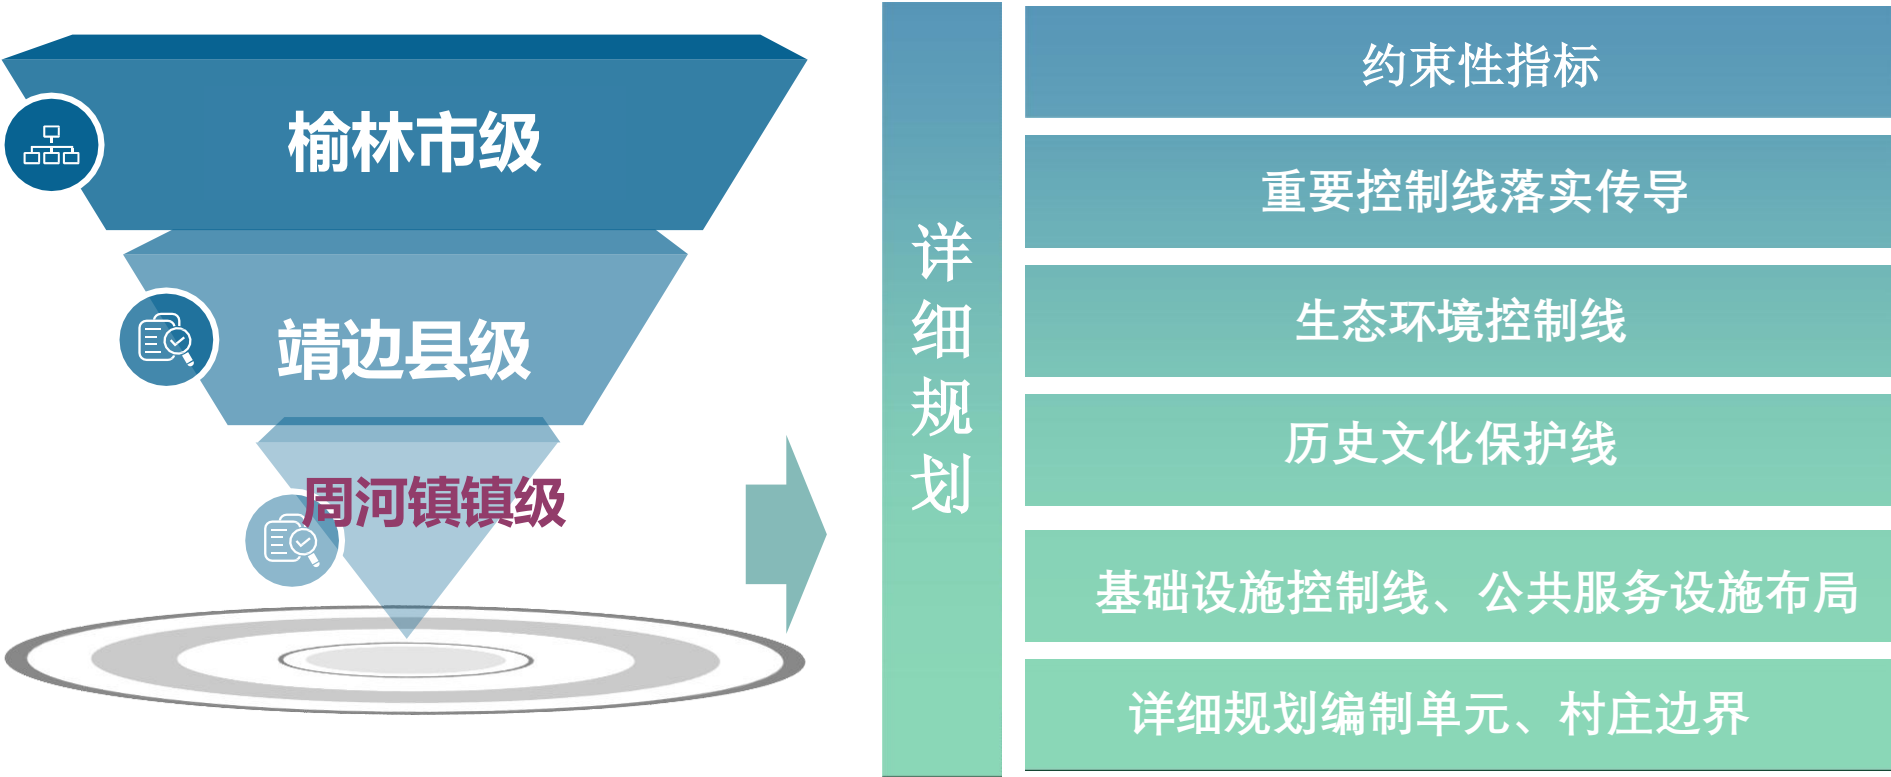 榆林市级
靖边县级
周河镇镇级
详细规划
约束性指标
重要控制线落实传导
生态环境控制线
历史文化保护线
基础设施控制线、公共服务设施布局
详细规划编制单元、村庄边界